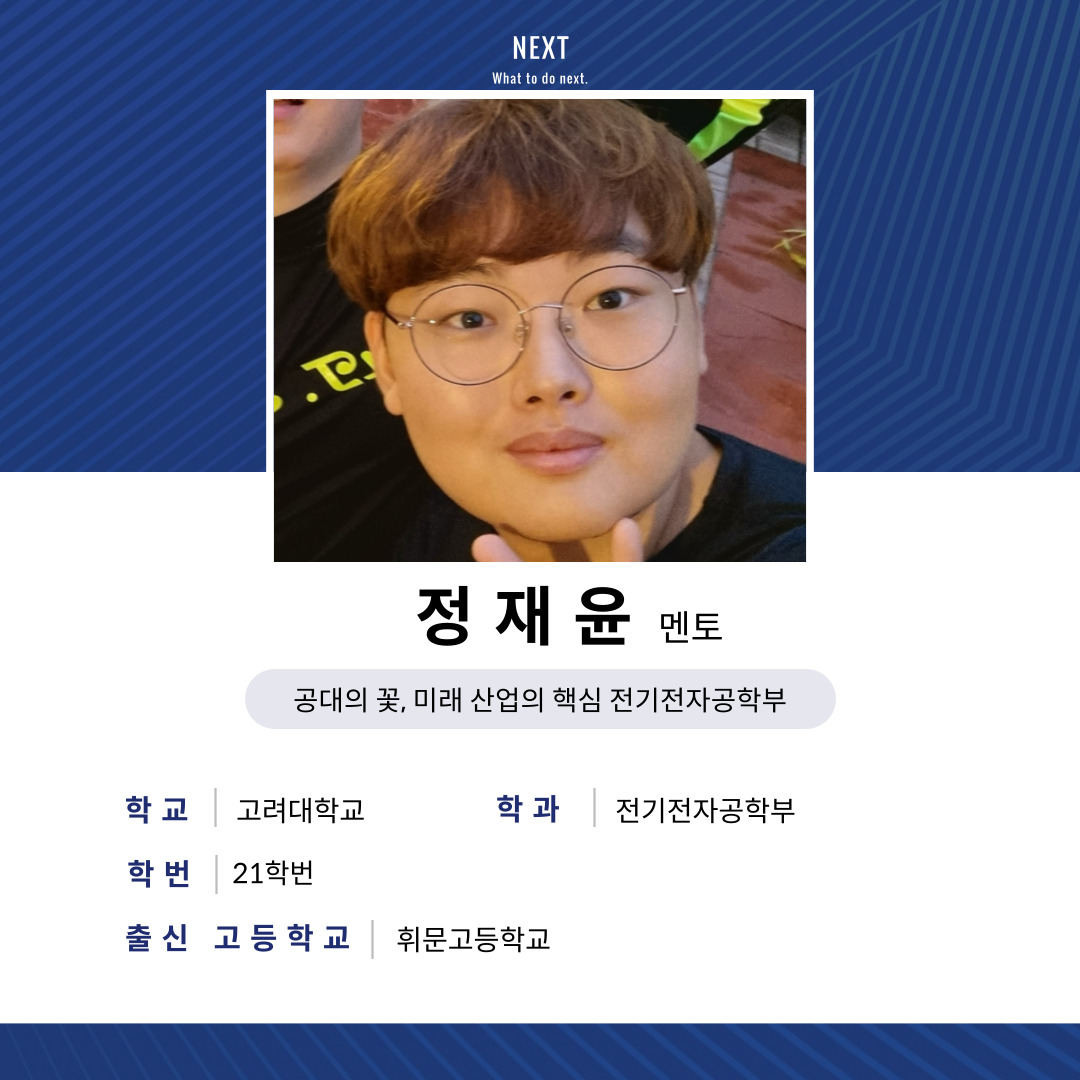 NEXT
What to do next.
정재윤 멘토
공대의 꽃, 미래 산업의 핵심 전기전자공학부
학교 고려대학교 학과 전기전자공학부
학번 21학번
출신 고등학교 휘문고등학교